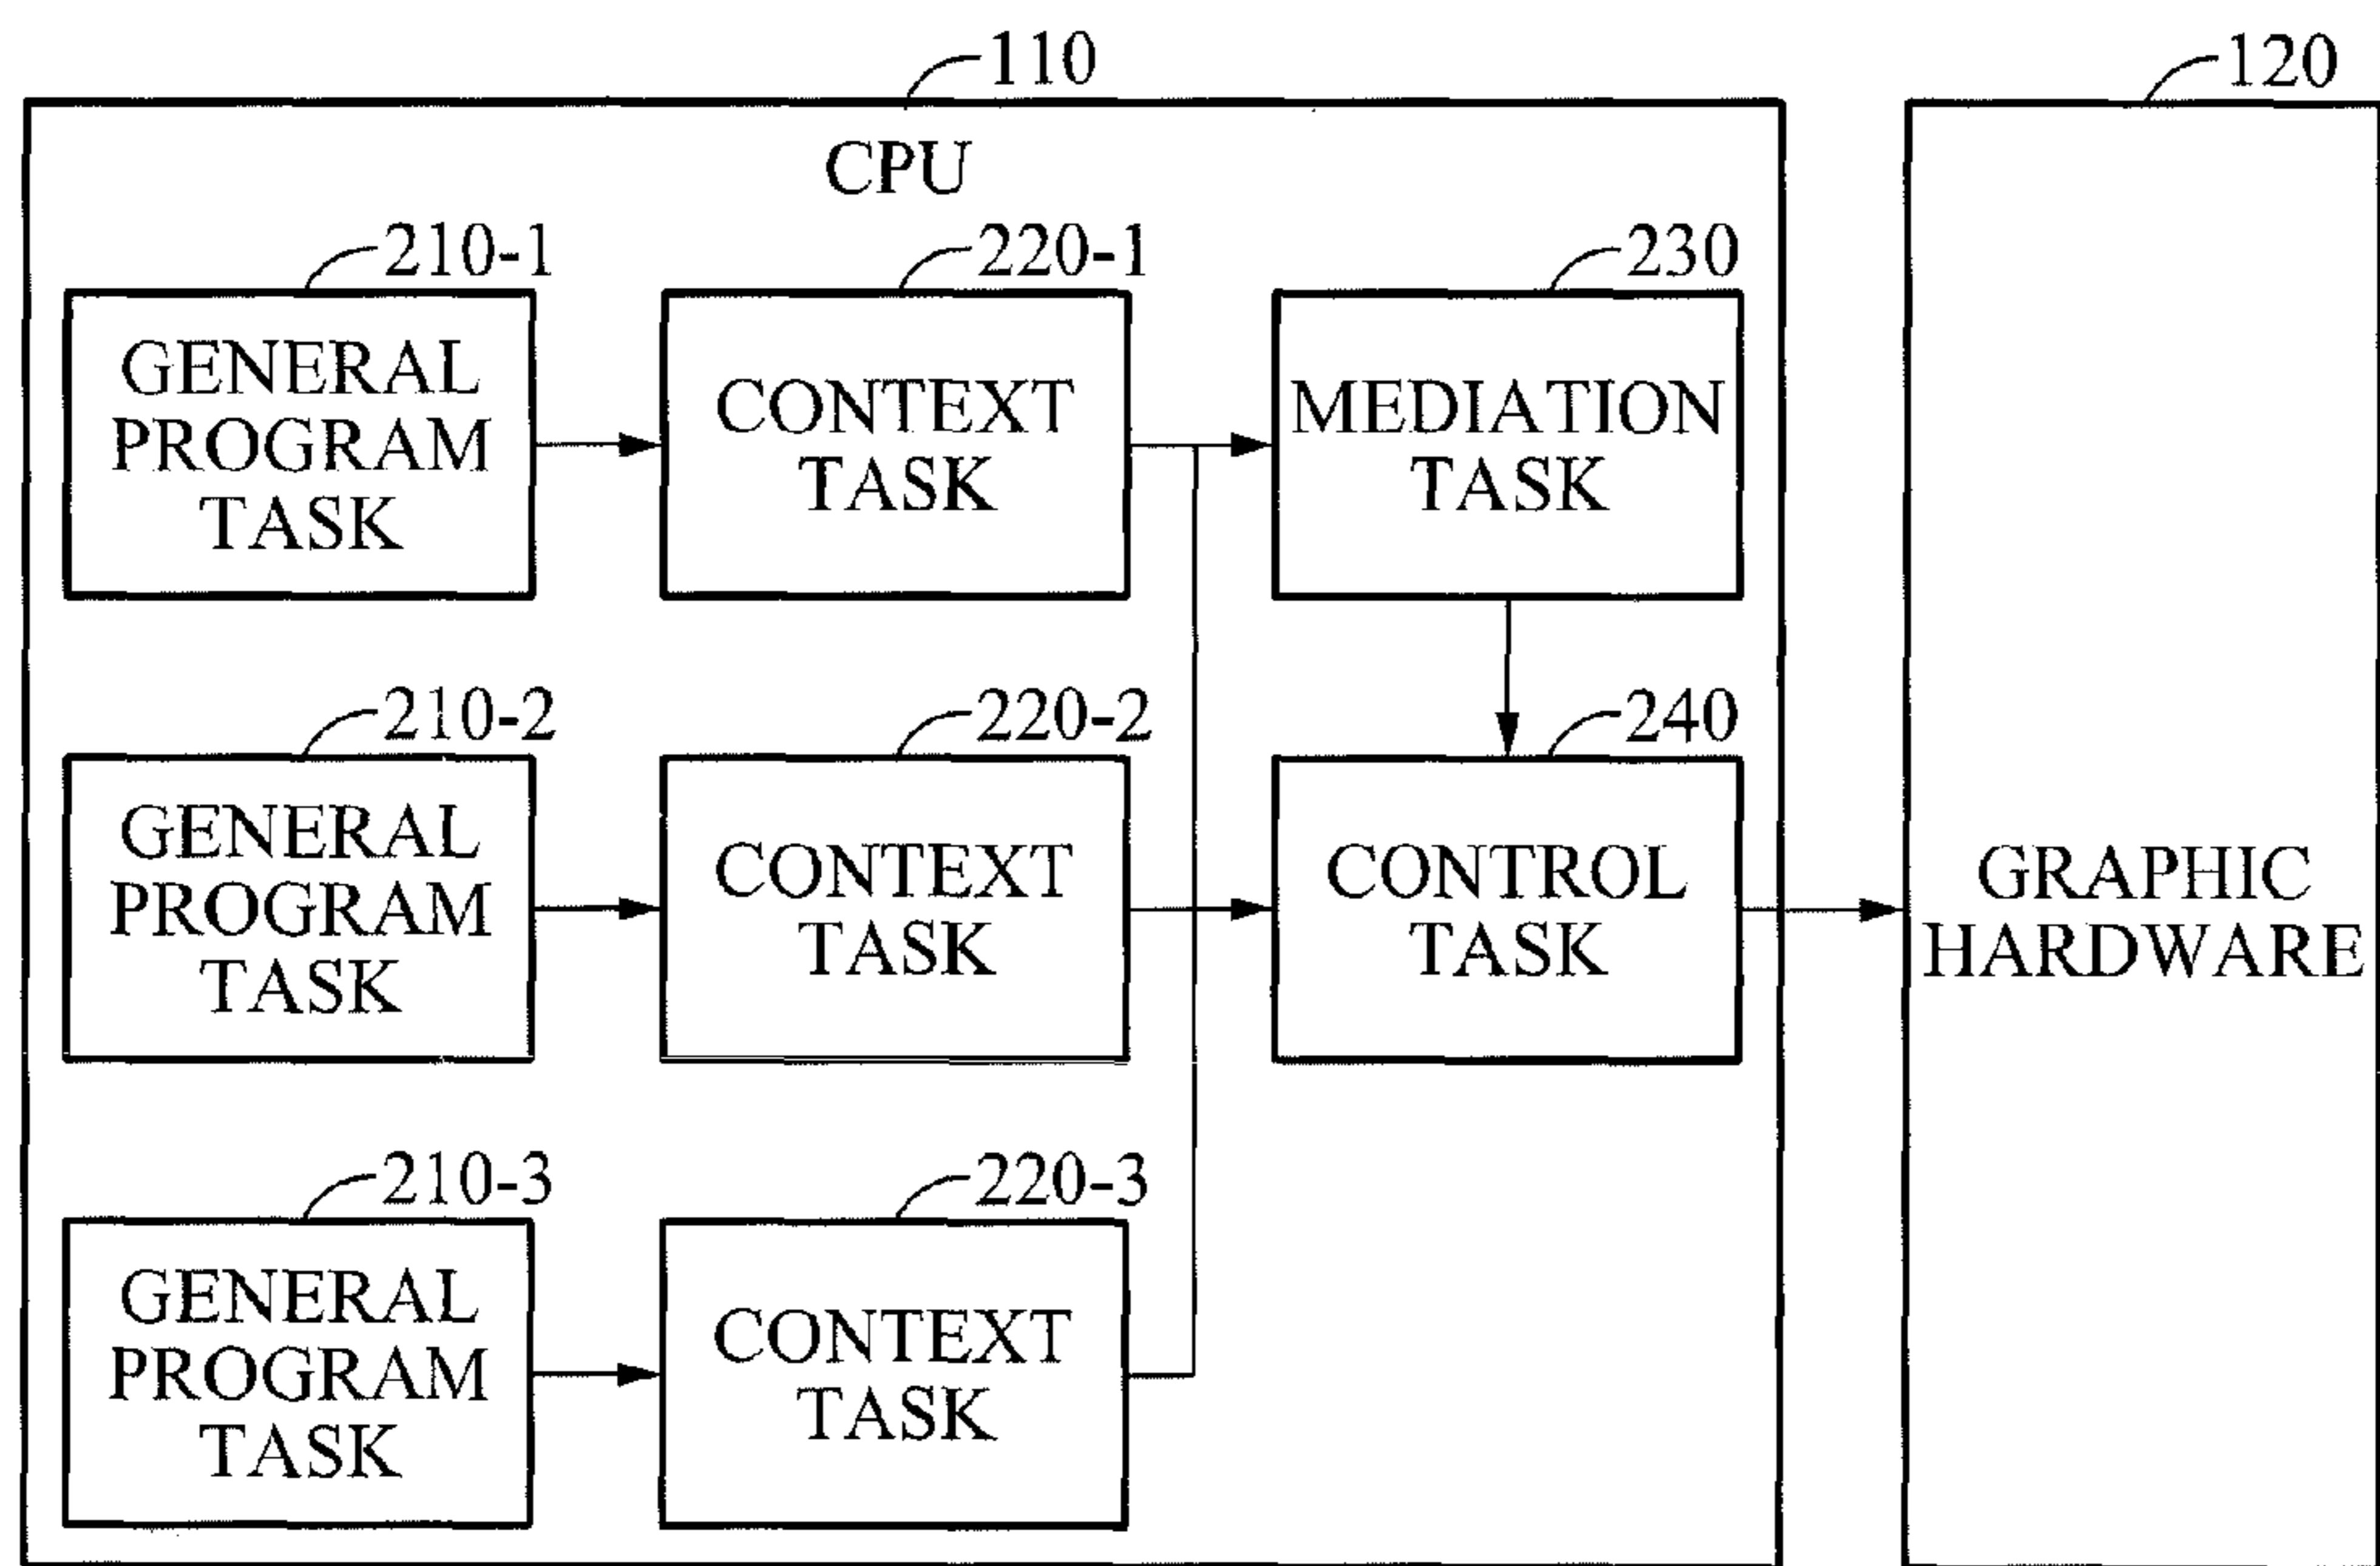 110
120
CPU
210-1
220-1
230
GENERAL
PROGRAM
TASK
CONTEXT
TASK
MEDIATION
TASK
210-2
220-2
240
GENERAL
PROGRAM
TASK
CONTEXT
TASK
CONTROL
TASK
GRAPHIC
HARDWARE
210-3
220-3
GENERAL
PROGRAM
TASK
CONTEXT
TASK